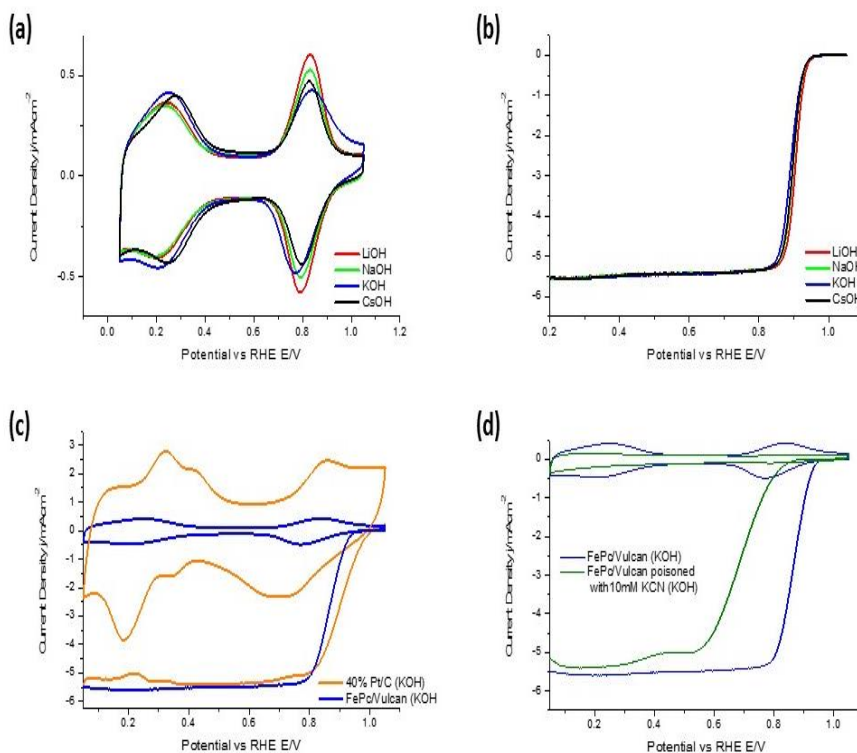 (a)
Current Density j/mAcm⁻²
0.5
0.0
-0.5
LiOH
NaOH
KOH
CsOH
0.0 0.2 0.4 0.6 0.8 1.0 1.2
Potential vs RHE E/V
(b)
Current Density j/mAcm⁻²
0
-1
-2
-3
-4
-5
-6
LiOH
NaOH
KOH
CsOH
0.2 0.4 0.6 0.8 1.0
Potential vs RHE E/V
(c)
Current Density j/mAcm⁻²
3
2
1
0
-1
-2
-3
-4
-5
-6
40% Pt/C (KOH)
FePc/Vulcan (KOH
0.2 0.4 0.6 0.8 1.0
Potential vs RHE E/V
(d)
Current Density j/mAcm⁻²
0
-1
-2
-3
-4
-5
-6
FePc/Vulcan (KOH)
FePc/Vulcan poisoned
with10mM KCN (KOH)
0.2 0.4 0.6 0.8 1.0
Potential vs RHE E/V